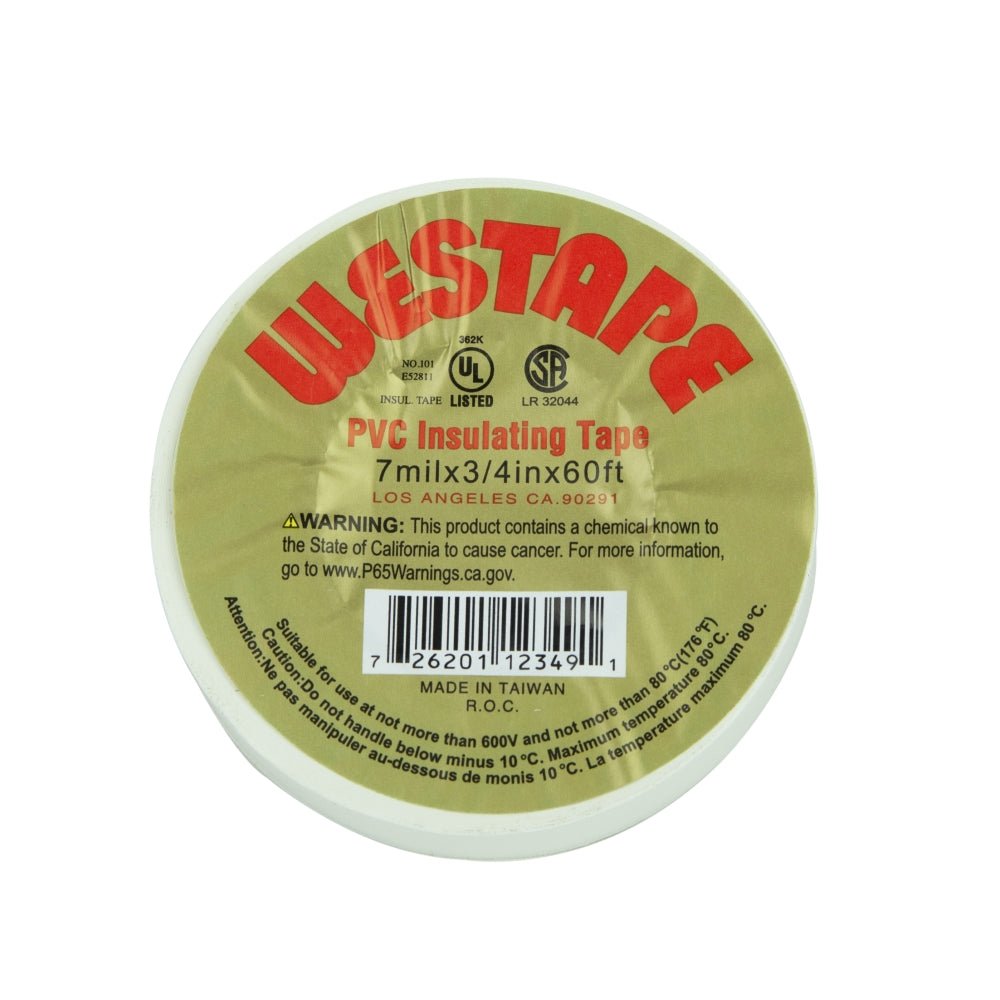 WESTAPE
362K
NO.101
E52811
UL
SA
INSUL. TAPE LISTED LR 32044
PVC Insulating Tape
7milx3/4inx60ft
LOS ANGELES CA.90291
WARNING: This product contains a chemical known to
the State of California to cause cancer. For more information,
go to www.P65Warnings.ca.gov.
7 26201 12349 1
MADE IN TAIWAN
R.O.C.
Suitable for use at not more than 600V and not more than 80°C(176°F)
Caution:Do not handle below minus 10°C. Maximum temperature 80°C.
Attention:Ne pas manipuler au-dessous de monis 10°C. La temperature maximum 80°C.